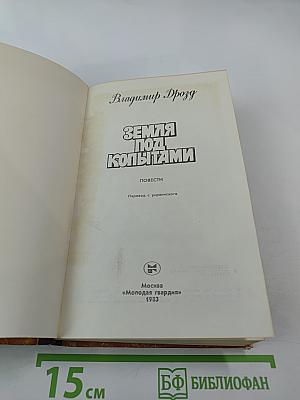 Владимир Дрозд
ЗЕМЛЯ
ПОД
КОПЫТАМИ
ПОВЕСТИ
Перевод с украинского
Москва
«Молодая гвардия»
1983
15 см
БФ БИБЛИОФАН